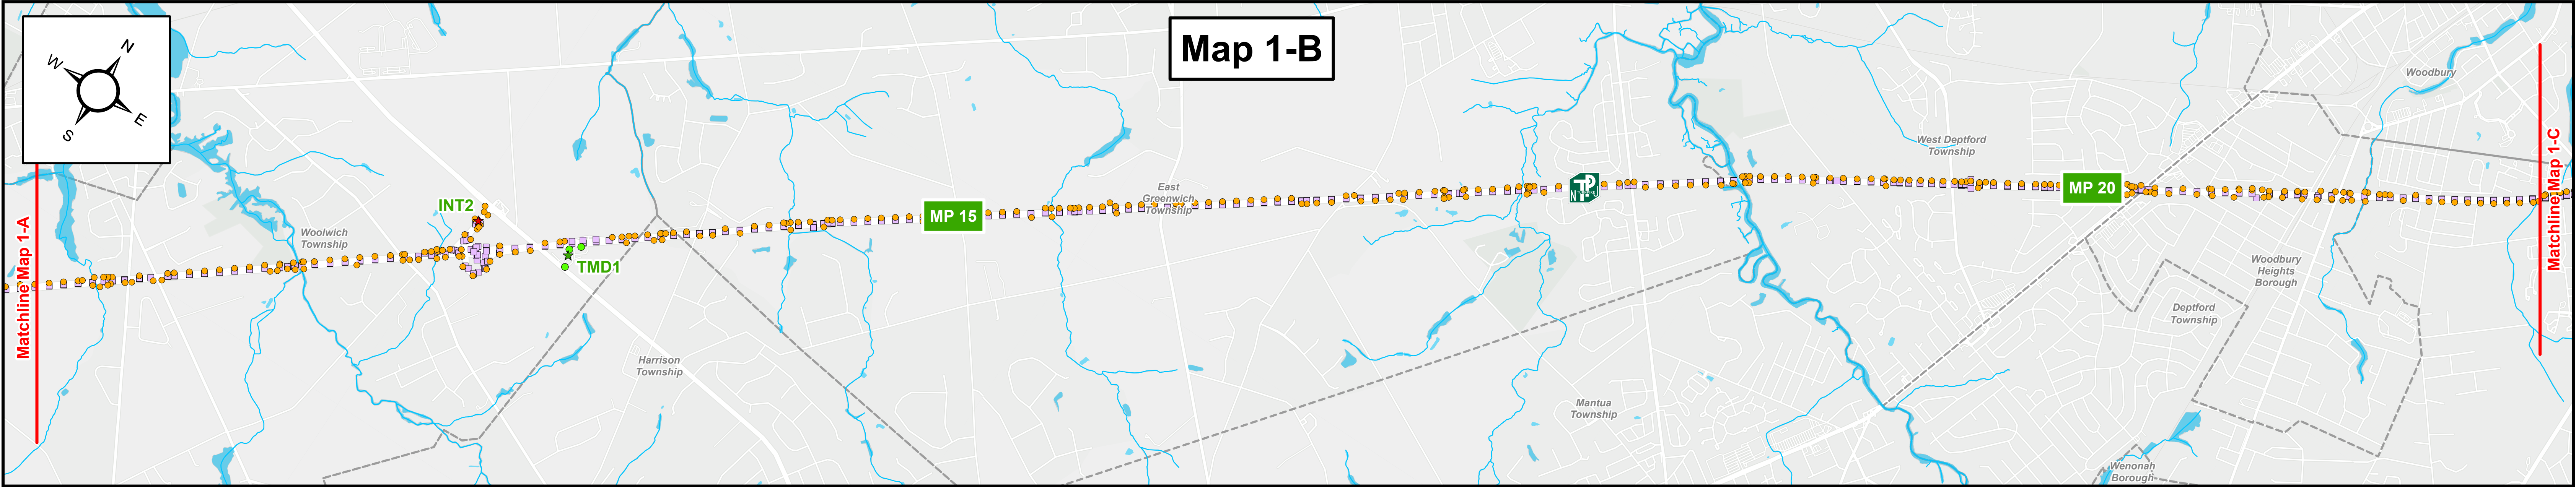 Map 1-B
N
W
E
S
Woodbury
West Deptford
Township
Matchline Map 1-C
INT2
East
Greenwich
Township
TP
N
MP 20
MP 15
Woolwich
Township
Matchline Map 1-A
TMD1
Woodbury
Heights
Borough
Deptford
Township
Harrison
Township
Mantua
Township
Wenonah
Borough